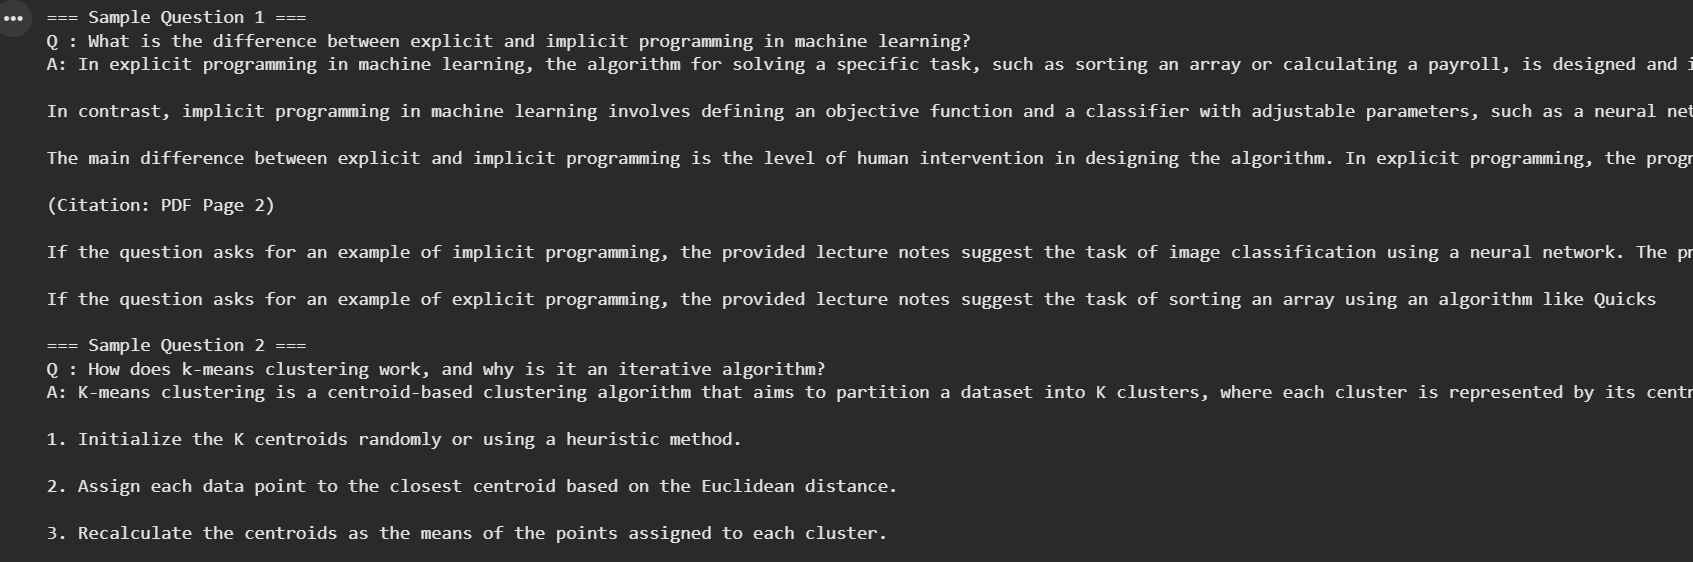 === Sample Question 1 ===
Q : What is the difference between explicit and implicit programming in machine learning?
A: In explicit programming in machine learning, the algorithm for solving a specific task, such as sorting an array or calculating a payroll, is designed and
In contrast, implicit programming in machine learning involves defining an objective function and a classifier with adjustable parameters, such as a neural
The main difference between explicit and implicit programming is the level of human intervention in designing the algorithm. In explicit programming, the
(Citation: PDF Page 2)
If the question asks for an example of implicit programming, the provided lecture notes suggest the task of image classification using a neural network. The
If the question asks for an example of explicit programming, the provided lecture notes suggest the task of sorting an array using an algorithm like Quicks
=== Sample Question 2 ===
Q : How does k-means clustering work, and why is it an iterative algorithm?
A: K-means clustering is a centroid-based clustering algorithm that aims to partition a dataset into K clusters, where each cluster is represented by its
1. Initialize the K centroids randomly or using a heuristic method.
2. Assign each data point to the closest centroid based on the Euclidean distance.
3. Recalculate the centroids as the means of the points assigned to each cluster.